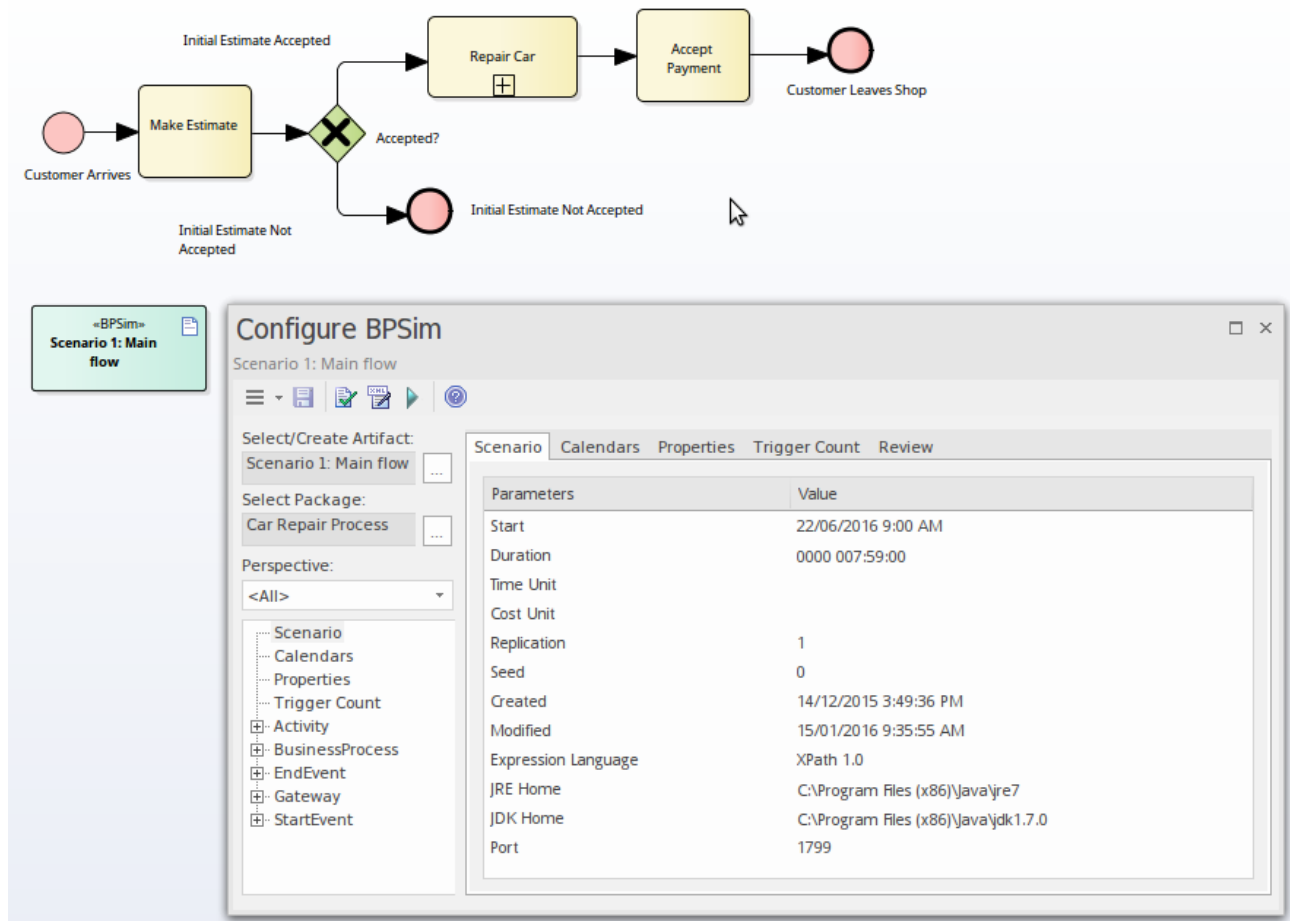 Initial Estimate Accepted
Repair Car
Accept
Payment
Customer Leaves Shop
Make Estimate
Accepted?
Customer Arrives
Initial Estimate Not Accepted
Initial Estimate Not
Accepted
«BPSim»
Scenario 1: Main
flow
Configure BPSim
Scenario 1: Main flow
Select/Create Artifact:
Scenario 1: Main flow
...
Select Package:
Car Repair Process
...
Perspective:
<All>
Scenario
Calendars
Properties
Trigger Count
Activity
BusinessProcess
EndEvent
Gateway
StartEvent
Scenario Calendars Properties Trigger Count Review
Parameters Value
Start 22/06/2016 9:00 AM
Duration 0000 007:59:00
Time Unit
Cost Unit
Replication 1
Seed 0
Created 14/12/2015 3:49:36 PM
Modified 15/01/2016 9:35:55 AM
Expression Language XPath 1.0
JRE Home C:\Program Files (x86)\Java\jre7
JDK Home C:\Program Files (x86)\Java\jdk1.7.0
Port 1799